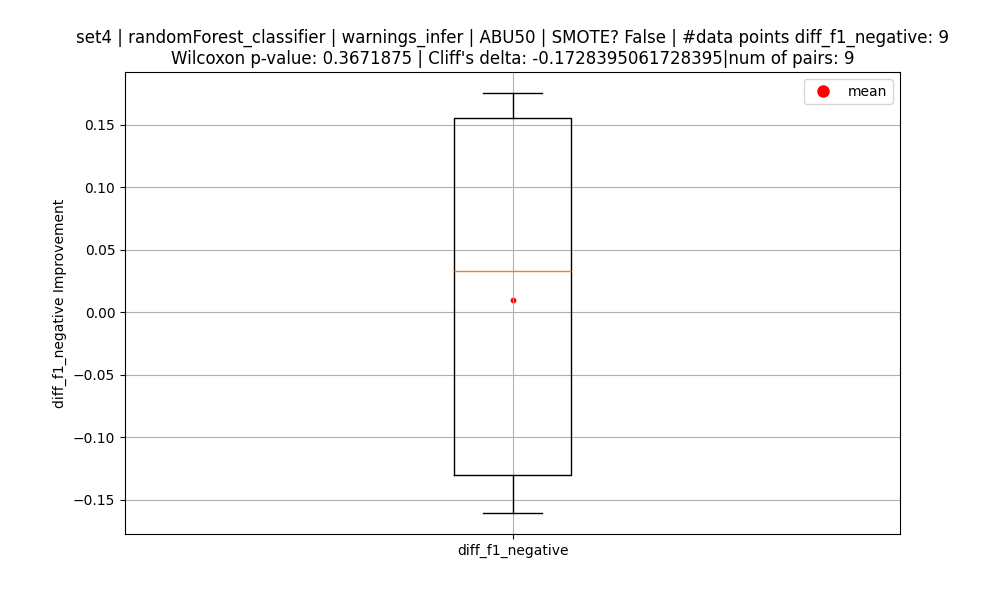 set4 | randomForest_classifier | warnings_infer | ABU50 | SMOTE? False | #data points diff_f1_negative: 9
Wilcoxon p-value: 0.3671875 | Cliff's delta: -0.1728395061728395|num of pairs: 9
mean
0.15
0.10
0.05
0.00
−0.05
−0.10
−0.15
diff_f1_negative Improvement
diff_f1_negative